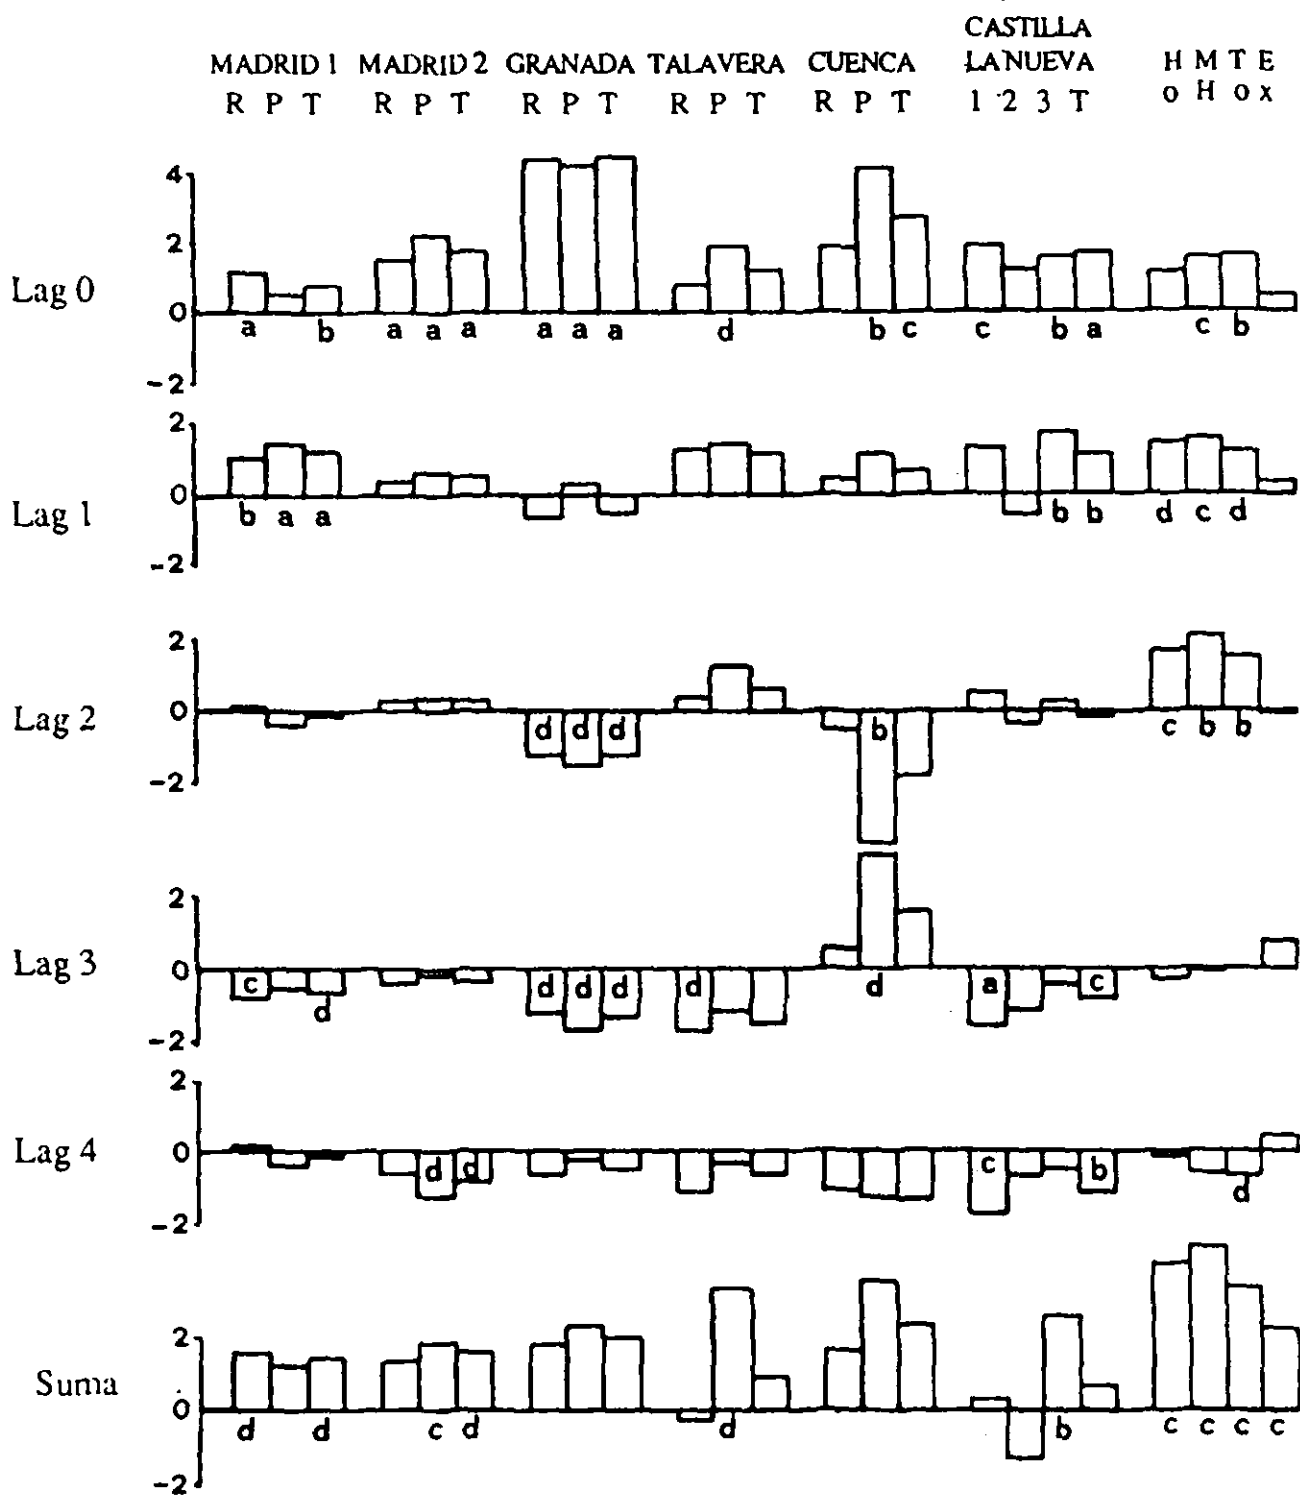 CASTILLA
MADRID 1 MADRID 2 GRANADA TALAVERA CUENCA LA NUEVA H M T E
R P T R P T R P T R P T R P T 1 2 3 T o H o x
4
2
Lag 0
0
a b a a a a a a d b c c b a c b
-2
2
0
Lag 1
b a a b b d c d
-2
2
Lag 2
0
d d d b c b b
-2
2
Lag 3
0
c d d d d d a c
d
-2
2
Lag 4
0
d d c b
d
-2
2
Suma
0
d d c d d b c c c c
-2